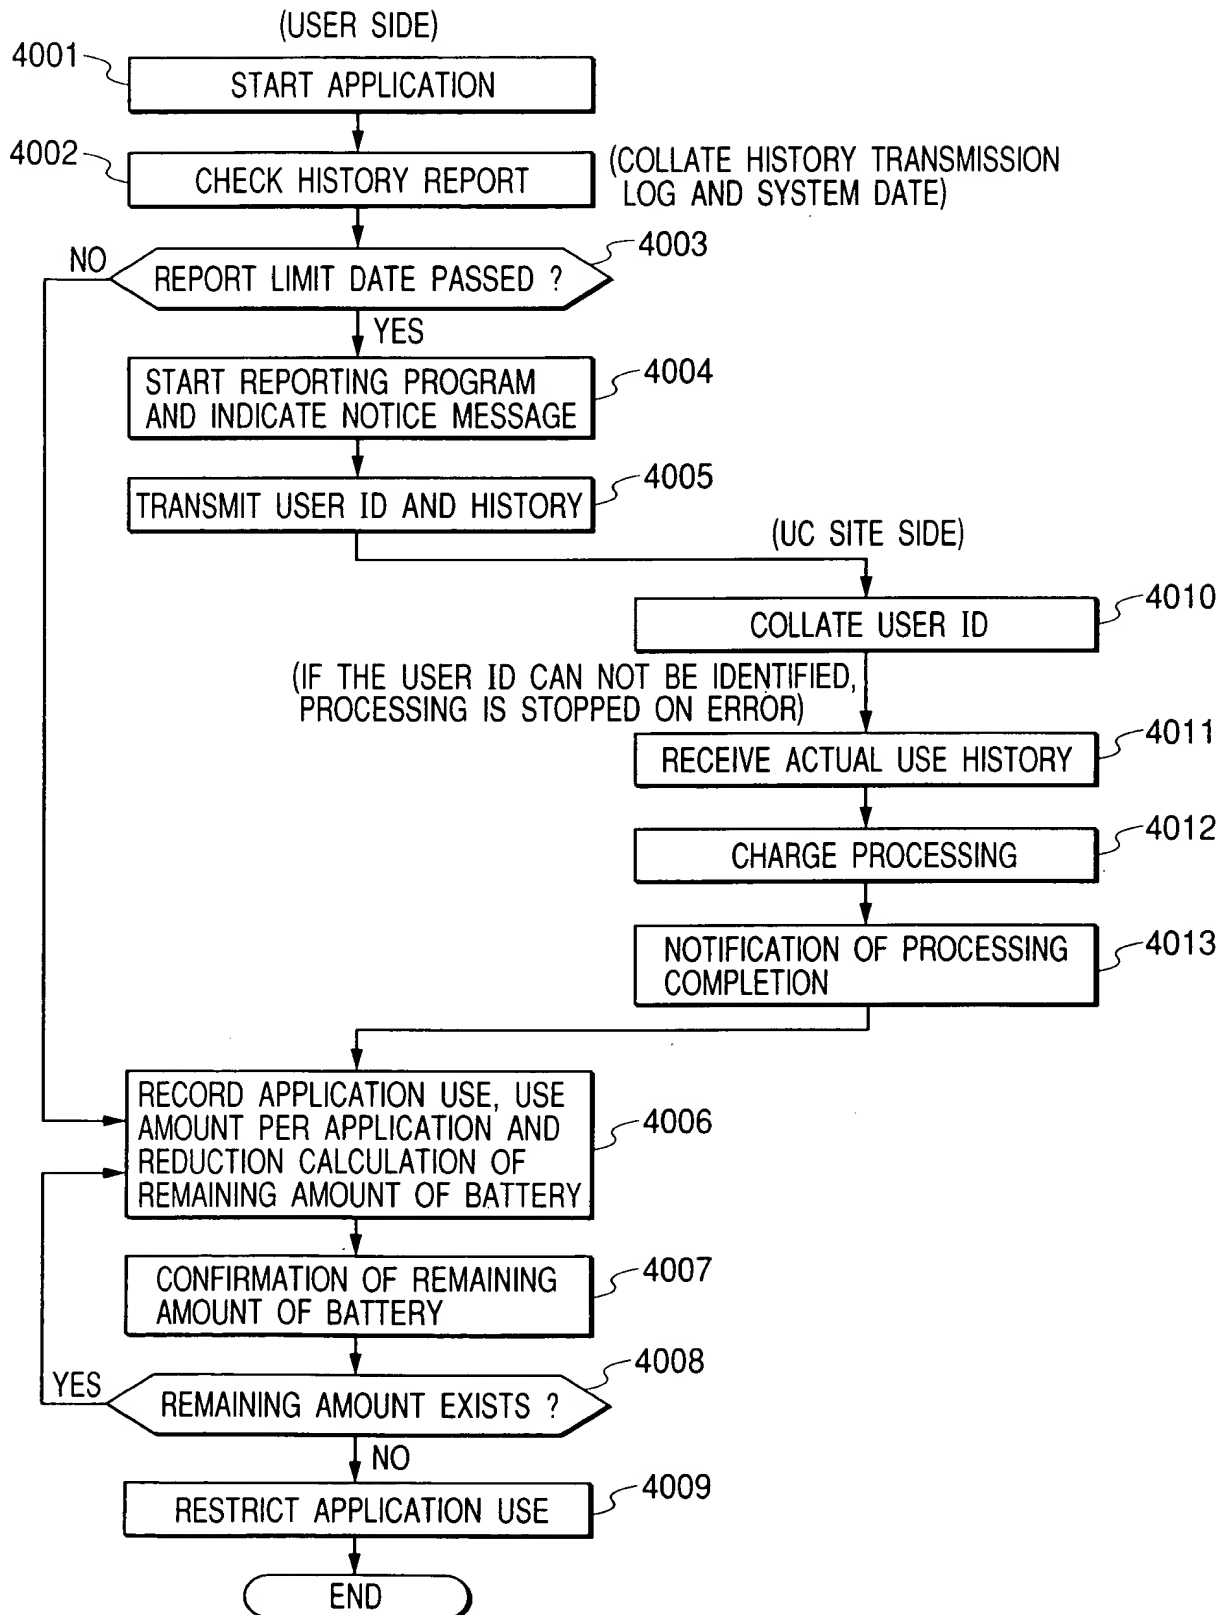 (USER SIDE)
4001
START APPLICATION
4002
CHECK HISTORY REPORT
(COLLATE HISTORY TRANSMISSION
LOG AND SYSTEM DATE)
4003
NO
REPORT LIMIT DATE PASSED ?
YES
START REPORTING PROGRAM
AND INDICATE NOTICE MESSAGE
4004
TRANSMIT USER ID AND HISTORY
4005
(UC SITE SIDE)
COLLATE USER ID
4010
(IF THE USER ID CAN NOT BE IDENTIFIED,
PROCESSING IS STOPPED ON ERROR)
RECEIVE ACTUAL USE HISTORY
4011
CHARGE PROCESSING
4012
NOTIFICATION OF PROCESSING
COMPLETION
4013
RECORD APPLICATION USE, USE
AMOUNT PER APPLICATION AND
REDUCTION CALCULATION OF
REMAINING AMOUNT OF BATTERY
4006
CONFIRMATION OF REMAINING
AMOUNT OF BATTERY
4007
4008
YES
REMAINING AMOUNT EXISTS ?
NO
RESTRICT APPLICATION USE
4009
END